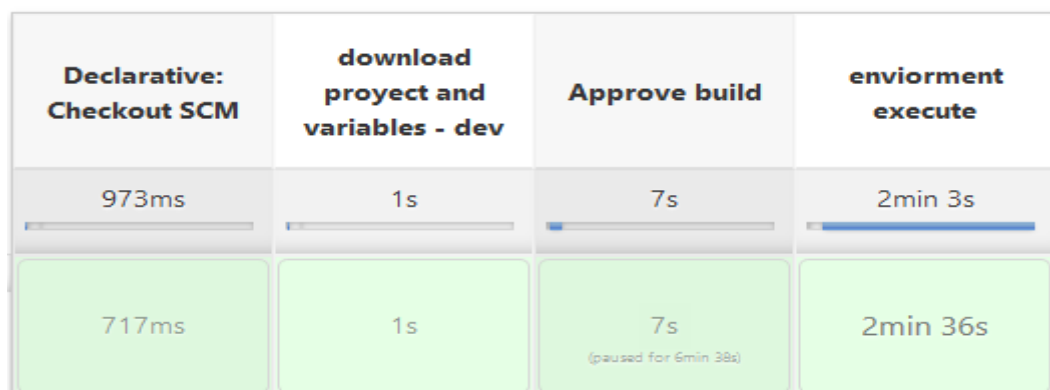 Declarative:
Checkout SCM
download
proyect and
variables - dev
Approve build
enviorment
execute
973ms
1s
7s
2min 3s
717ms
1s
7s
(paused for 6min 38s)
2min 36s